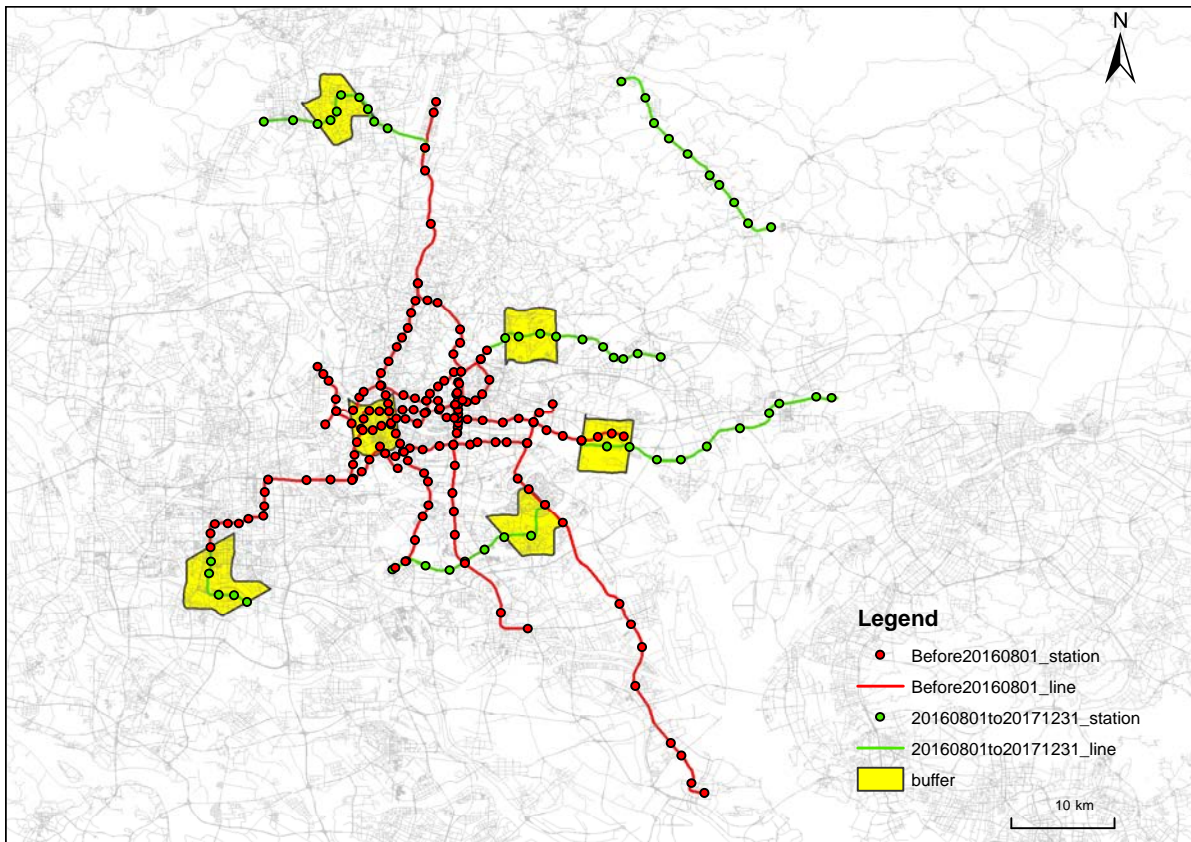 N
Legend
Before20160801_station
Before20160801_line
20160801to20171231_station
20160801to20171231_line
buffer
10 km